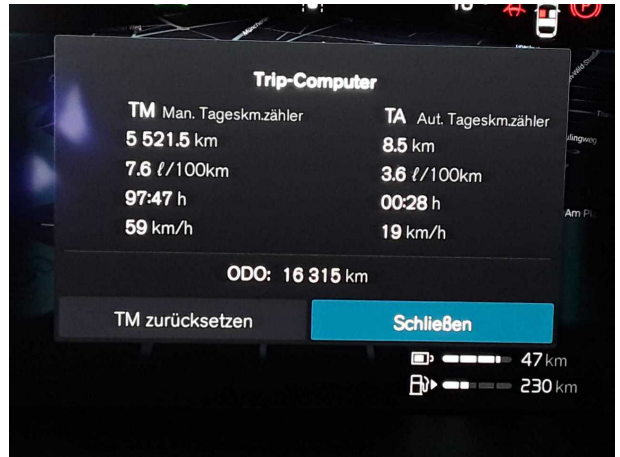 Trip-Computer
TM Man. Tageskm.zähler
5 521.5 km
7.6 ℓ/100km
97:47 h
59 km/h
TA Aut. Tageskm.zähler
8.5 km
3.6 ℓ/100km
00:28 h
19 km/h
ODO: 16 315 km
TM zurücksetzen
Schließen
47 km
230 km
Am
P